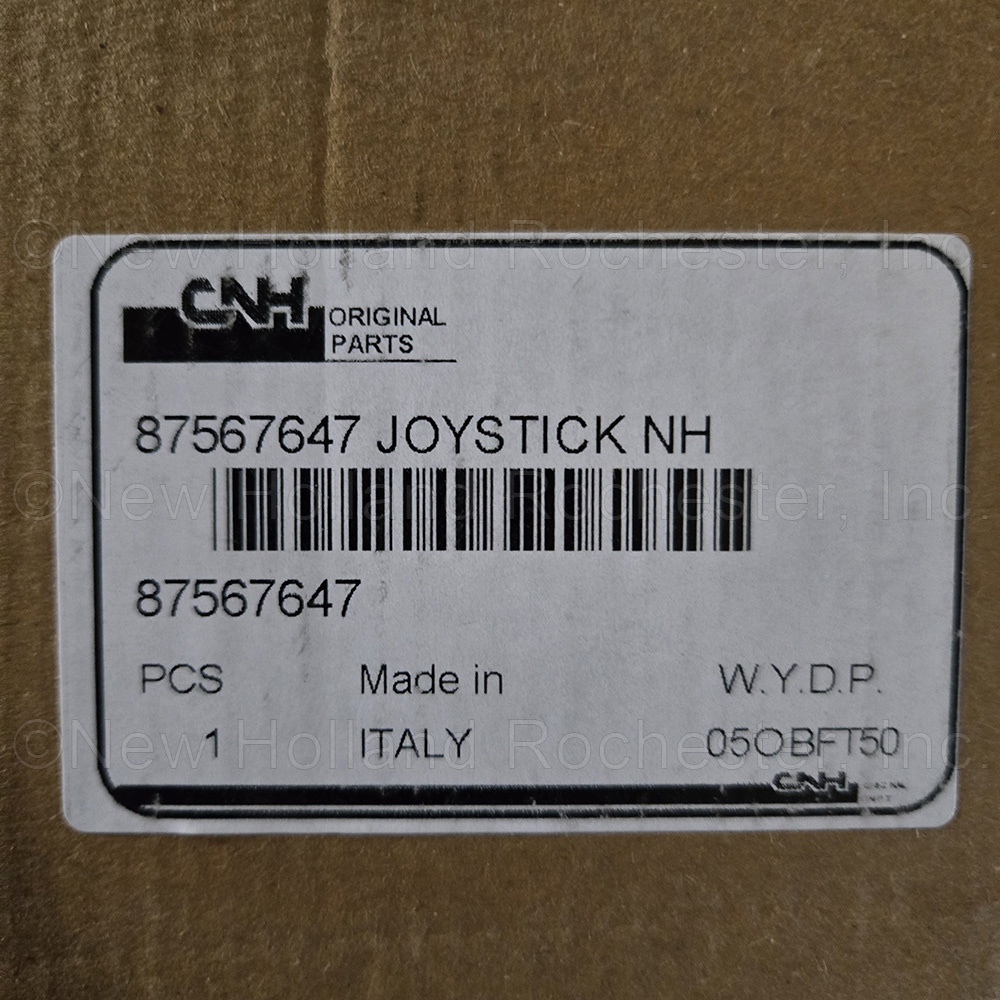 ©New Holland Rochester, Inc.
CNH ORIGINAL
PARTS
87567647 JOYSTICK NH
©New Holland Rochester, Inc.
87567647
PCS Made in W.Y.D.P.
1 ITALY 05OBFT50
©New Holland Rochester, Inc.
CNH